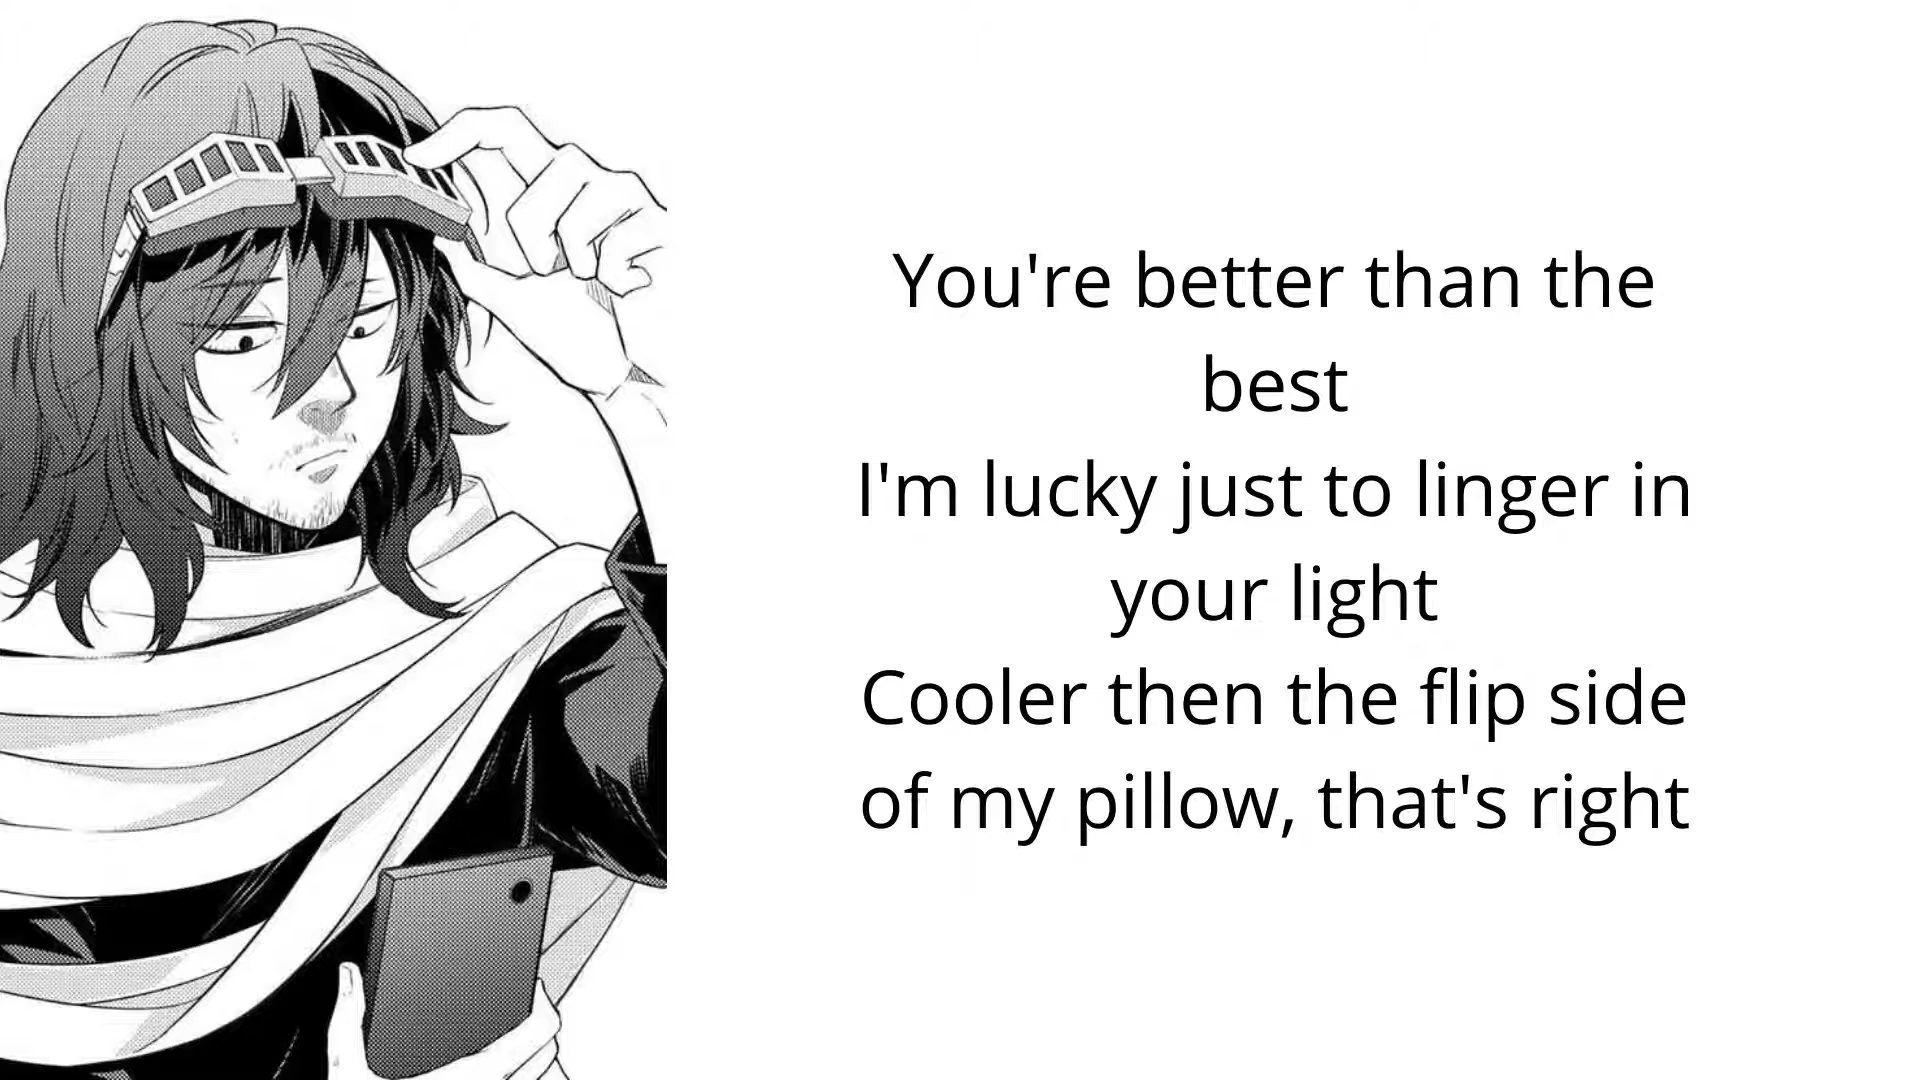 You're better than the
best
I'm lucky just to linger in
your light
Cooler then the flip side
of my pillow, that's right